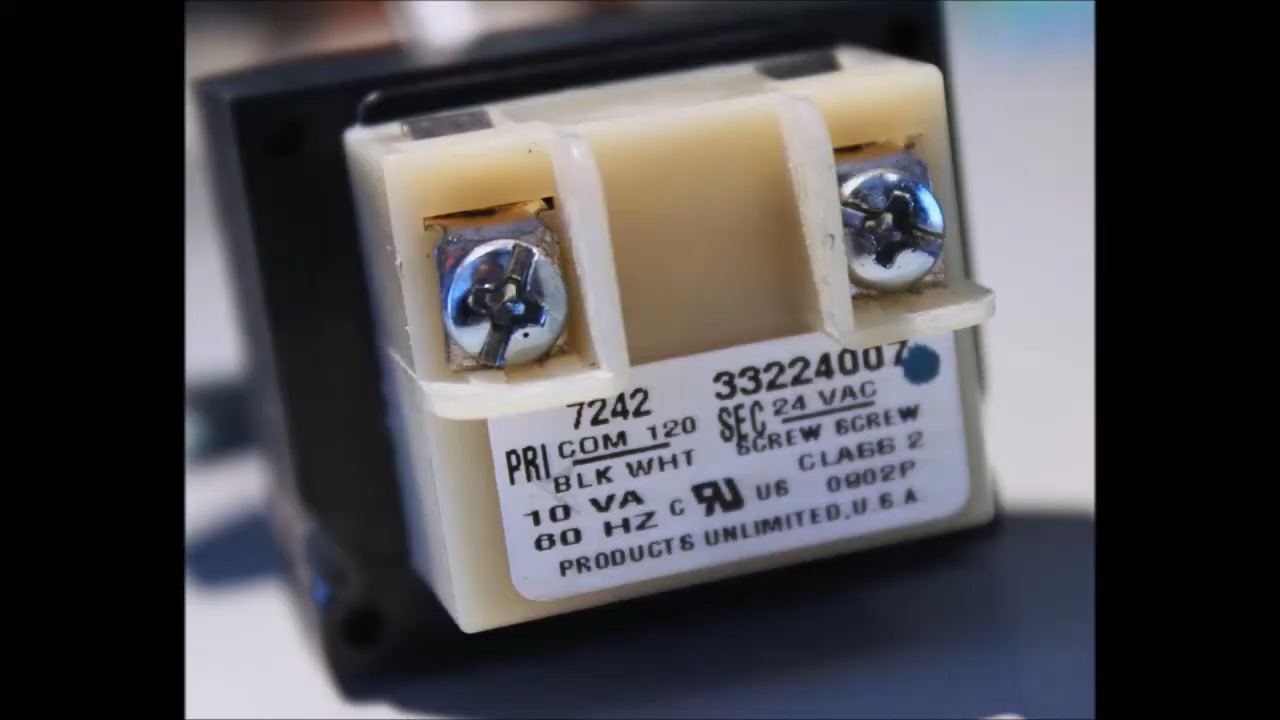 7242 33224007
PRI COM 120 SEC 24 VAC
BLK WHT SCREW SCREW
10 VA CLASS 2
60 HZ C RU US 0902P
PRODUCTS UNLIMITED, U.S.A.